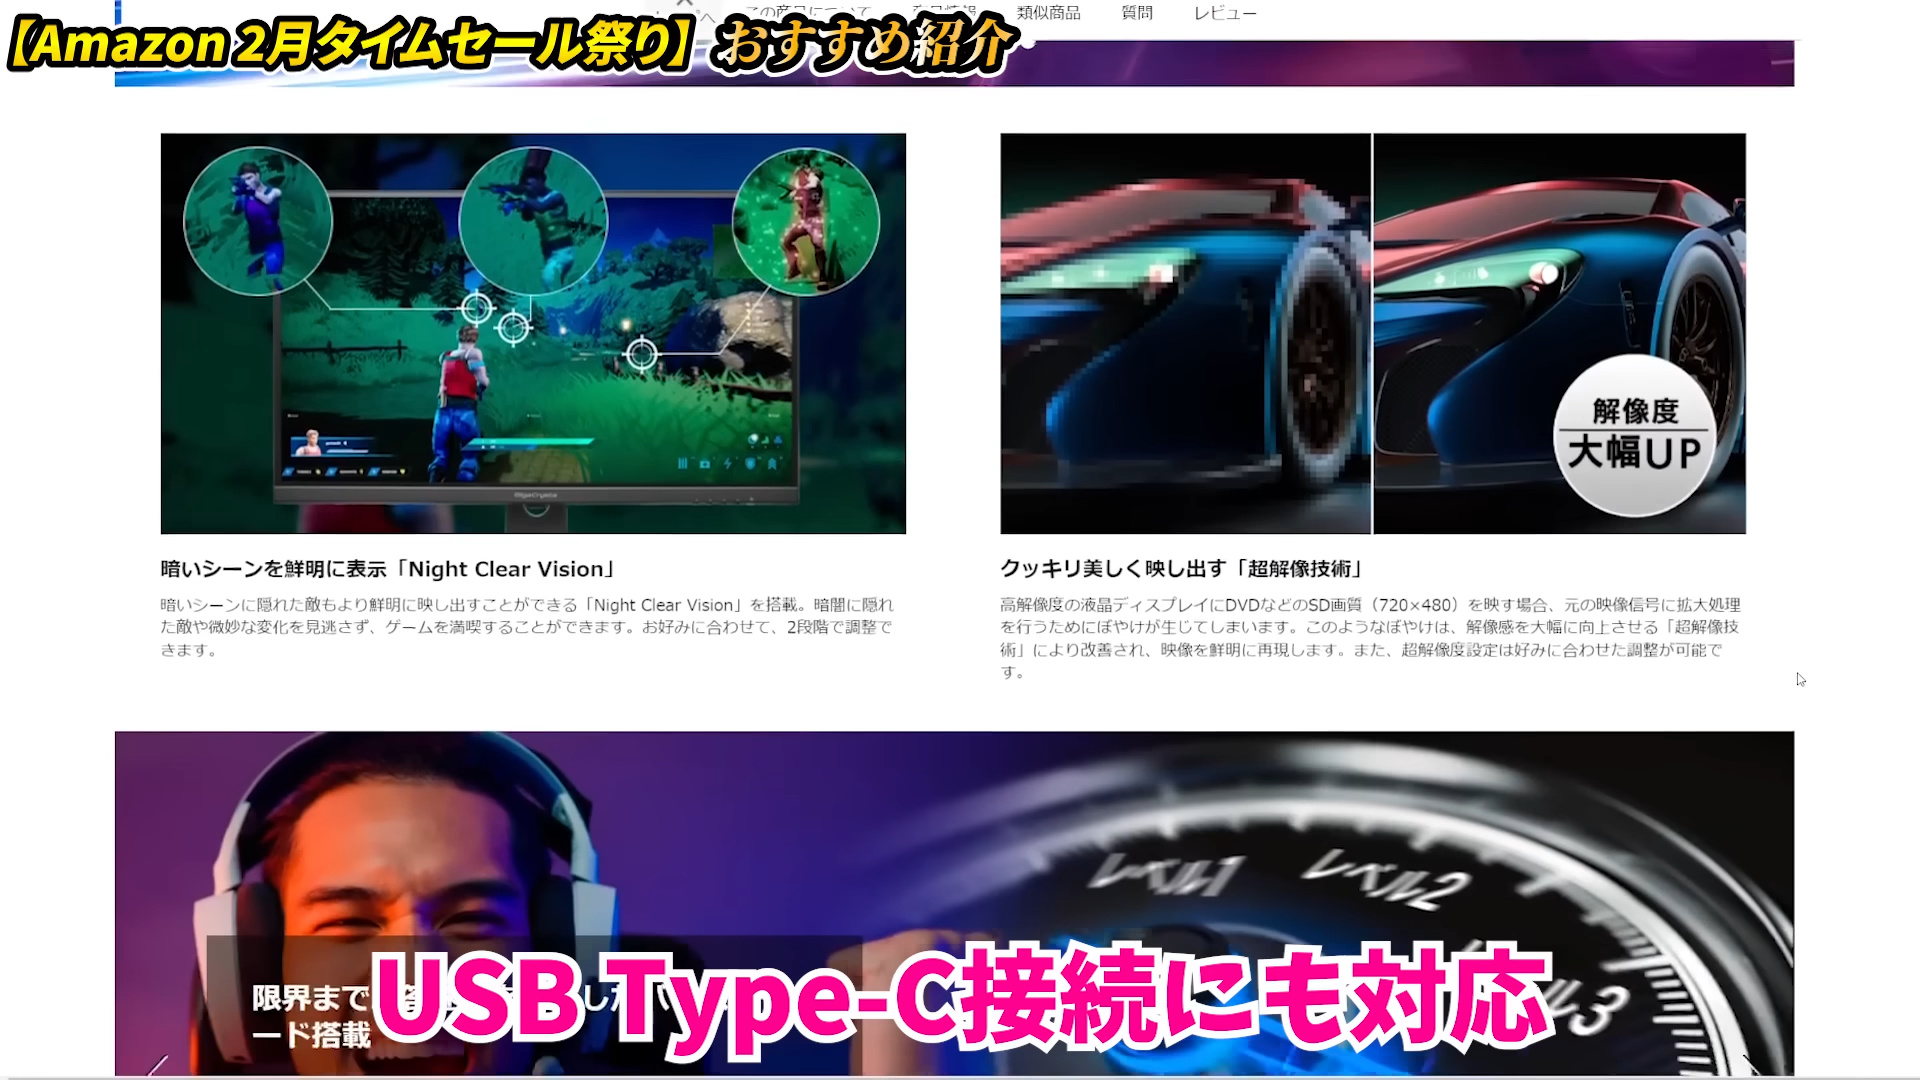 この商品について
類似商品
質問
レビュー
【Amazon 2月タイムセール祭り】おすすめ紹介
解像度
大幅UP
暗いシーンを鮮明に表示「Night Clear Vision」
暗いシーンに隠れた敵もより鮮明に映し出すことができる「Night Clear Vision」を搭載。暗闇に隠れ
た敵や微妙な変化を見逃さず、ゲームを満喫することができます。お好みに合わせて、2段階で調整で
きます。
クッキリ美しく映し出す「超解像技術」
高解像度の液晶ディスプレイにDVDなどのSD画質（720×480）を映す場合、元の映像信号に拡大処理
を行うためにぼやけが生じてしまいます。このようなぼやけは、解像感を大幅に向上させる「超解像技
術」により改善され、映像を鮮明に再現します。また、超解像度設定は好みに合わせた調整が可能で
す。
レベル1
レベル2
ル3
限界まで
ード搭載
USB Type-C接続にも対応